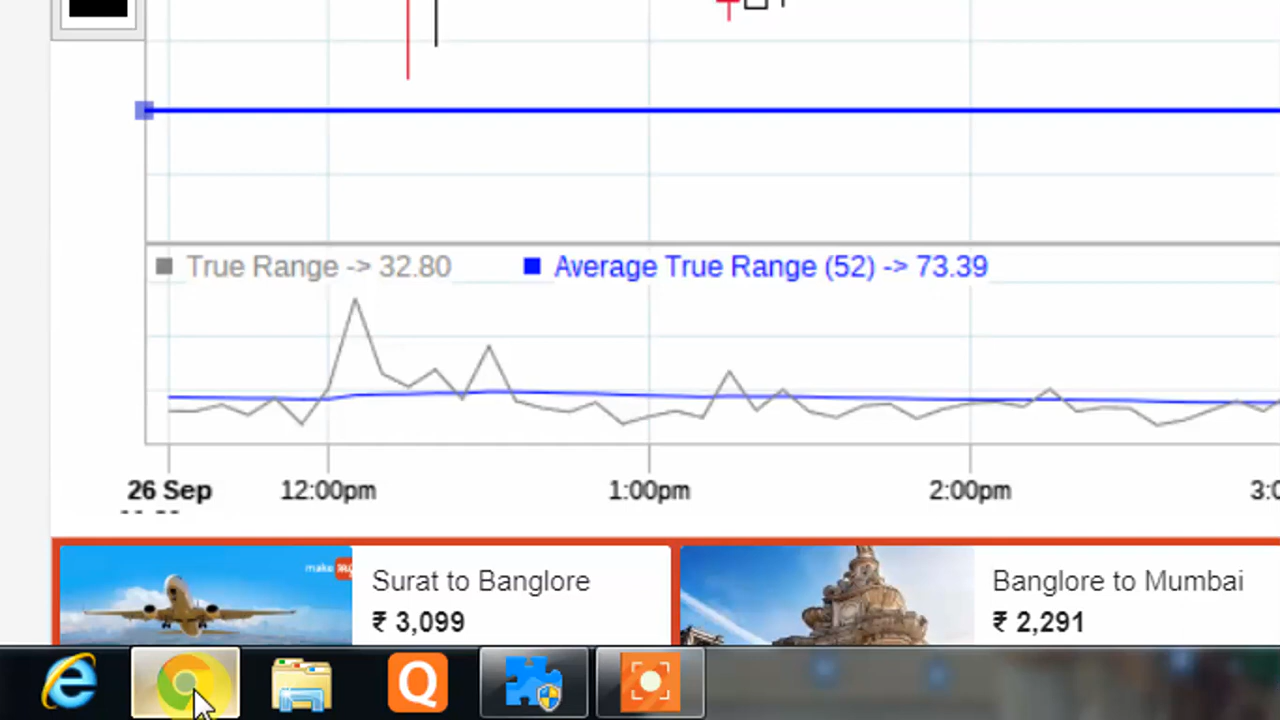 True Range -> 32.80 Average True Range (52) -> 73.39
26 Sep 12:00pm 1:00pm 2:00pm
make
Surat to Banglore
₹ 3,099
Banglore to Mumbai
₹ 2,291
Q